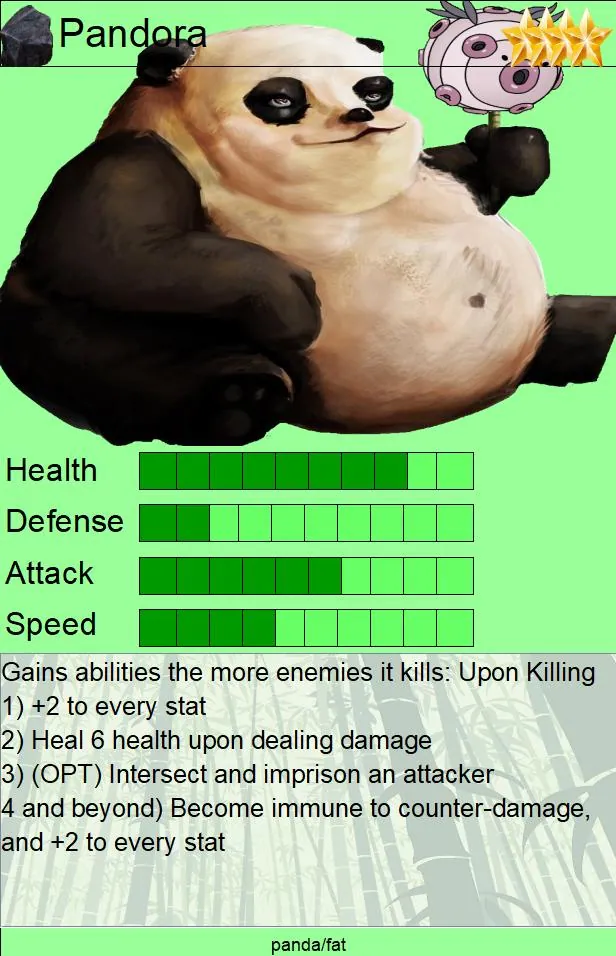 Pandora
Health
Defense
Attack
Speed
Gains abilities the more enemies it kills: Upon Killing
1) +2 to every stat
2) Heal 6 health upon dealing damage
3) (OPT) Intersect and imprison an attacker
4 and beyond) Become immune to counter-damage,
and +2 to every stat
panda/fat